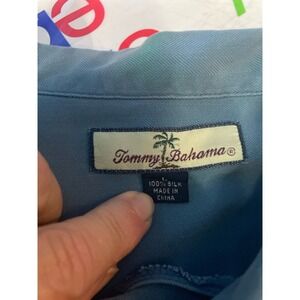 e
Tommy Bahama®
L
100% SILK
MADE IN
CHINA